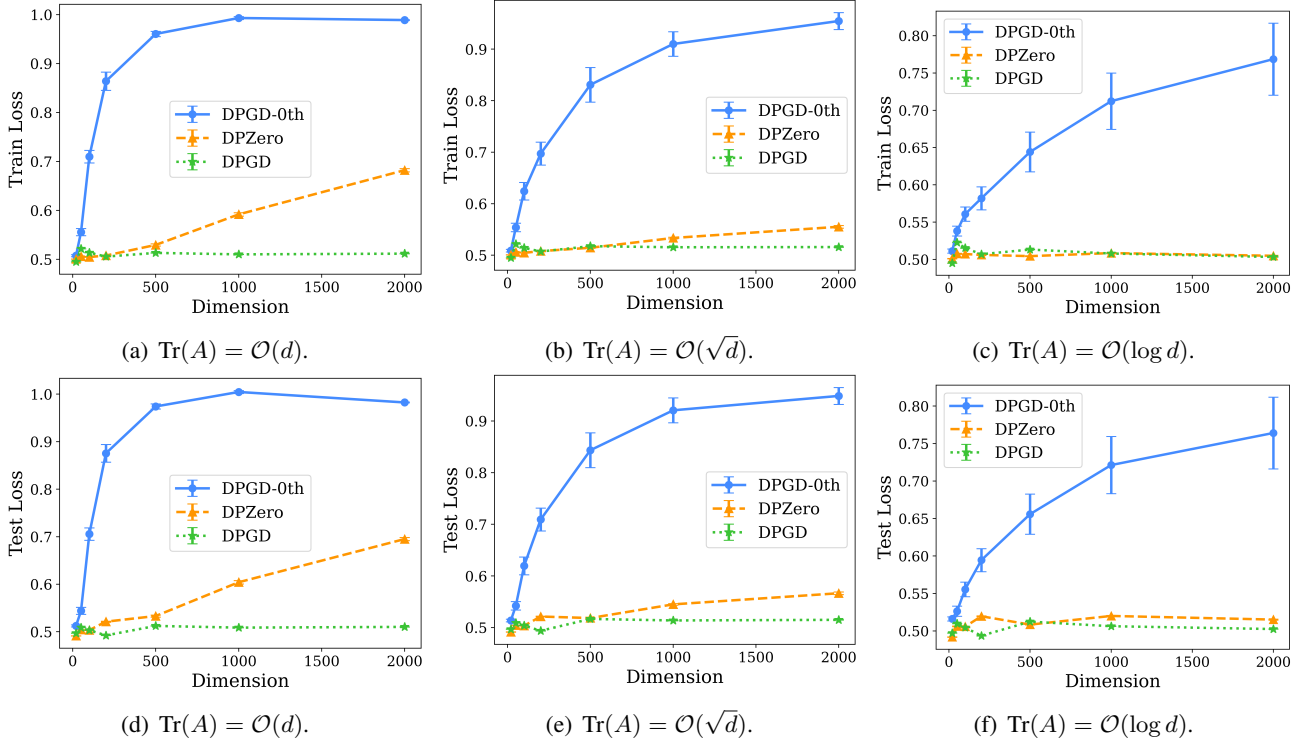 1.0
0.9
0.8
0.7
0.6
0.5
Train Loss
DPGD-0th
DPZero
DPGD
0 500 1000 1500 2000
Dimension
(a) Tr(A) = 𝒪(d).
0.9
0.8
0.7
0.6
0.5
Train Loss
DPGD-0th
DPZero
DPGD
0 500 1000 1500 2000
Dimension
(b) Tr(A) = 𝒪(√d).
0.80
0.75
0.70
0.65
0.60
0.55
0.50
Train Loss
DPGD-0th
DPZero
DPGD
0 500 1000 1500 2000
Dimension
(c) Tr(A) = 𝒪(log d).
1.0
0.9
0.8
0.7
0.6
0.5
Test Loss
DPGD-0th
DPZero
DPGD
0 500 1000 1500 2000
Dimension
(d) Tr(A) = 𝒪(d).
0.9
0.8
0.7
0.6
0.5
Test Loss
DPGD-0th
DPZero
DPGD
0 500 1000 1500 2000
Dimension
(e) Tr(A) = 𝒪(√d).
0.80
0.75
0.70
0.65
0.60
0.55
0.50
Test Loss
DPGD-0th
DPZero
DPGD
0 500 1000 1500 2000
Dimension
(f) Tr(A) = 𝒪(log d).